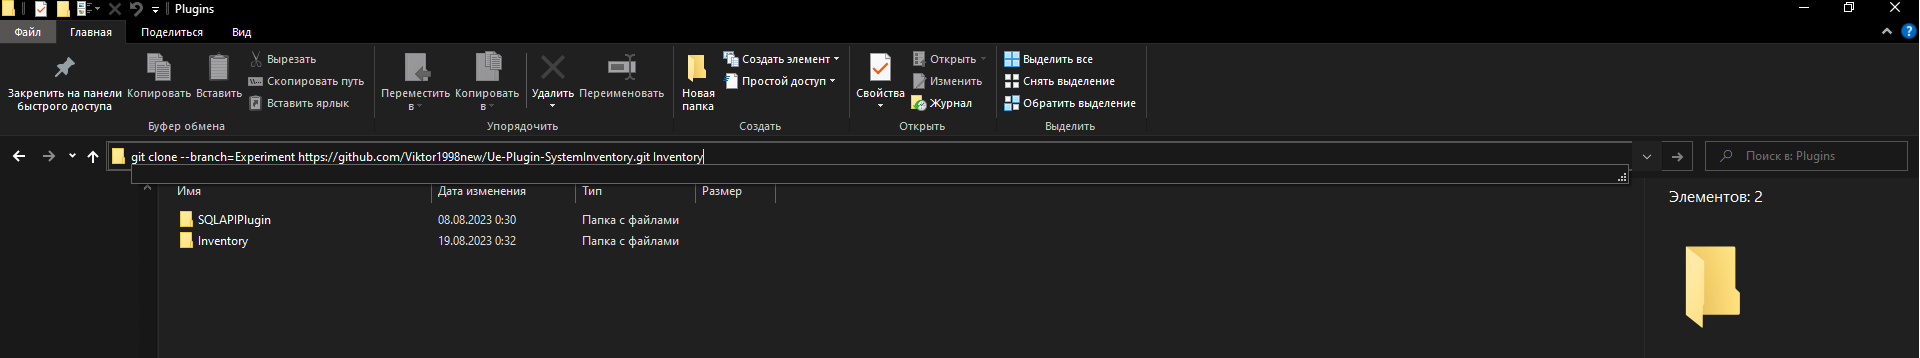 Plugins
Файл Главная Поделиться Вид
Закрепить на панели быстрого доступа
Копировать
Вставить
Вырезать
Скопировать путь
Вставить ярлык
Буфер обмена
Переместить в
Копировать в
Удалить
Переименовать
Упорядочить
Новая папка
Создать элемент
Простой доступ
Создать
Свойства
Открыть
Изменить
Журнал
Открыть
Выделить все
Снять выделение
Обратить выделение
Выделить
git clone --branch=Experiment https://github.com/Viktor1998new/Ue-Plugin-SystemInventory.git Inventory
Поиск в: Plugins
Имя Дата изменения Тип Размер
SQLAPIPlugin 08.08.2023 0:30 Папка с файлами
Inventory 19.08.2023 0:32 Папка с файлами
Элементов: 2